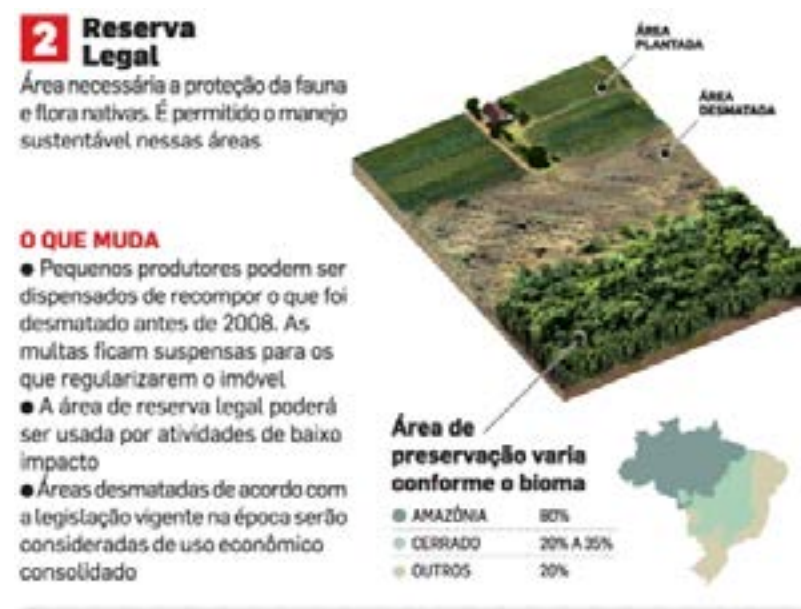 2 Reserva
Legal
Área necessária a proteção da fauna
e flora nativas. É permitido o manejo
sustentável nessas áreas
O QUE MUDA
● Pequenos produtores podem ser
dispensados de recompor o que foi
desmatado antes de 2008. As
multas ficam suspensas para os
que regularizarem o imóvel
● A área de reserva legal poderá
ser usada por atividades de baixo
impacto
● Áreas desmatadas de acordo com
a legislação vigente na época serão
consideradas de uso econômico
consolidado
ÁREA
PLANTADA
ÁREA
DESMATADA
Área de
preservação varia
conforme o bioma
AMAZÔNIA 80%
CERRADO 20% A 35%
OUTROS 20%